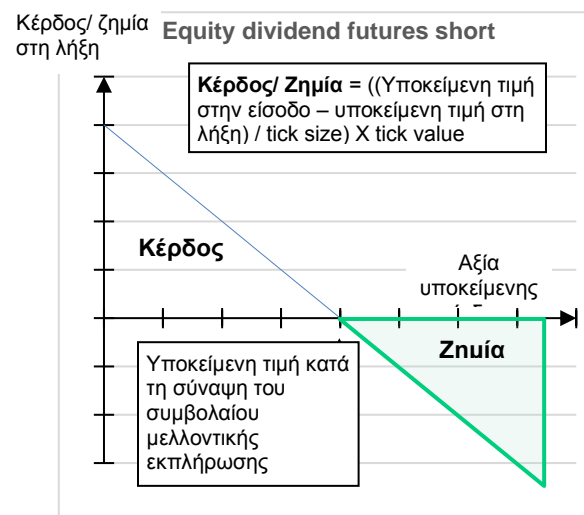 Κέρδος/ ζημία
στη λήξη
Equity dividend futures short
Κέρδος/ Ζημία = ((Υποκείμενη τιμή
στην είσοδο – υποκείμενη τιμή στη
λήξη) / tick size) X tick value
Κέρδος
Αξία
υποκείμενης
Ζημία
Υποκείμενη τιμή κατά
τη σύναψη του
συμβολαίου
μελλοντικής
εκπλήρωσης